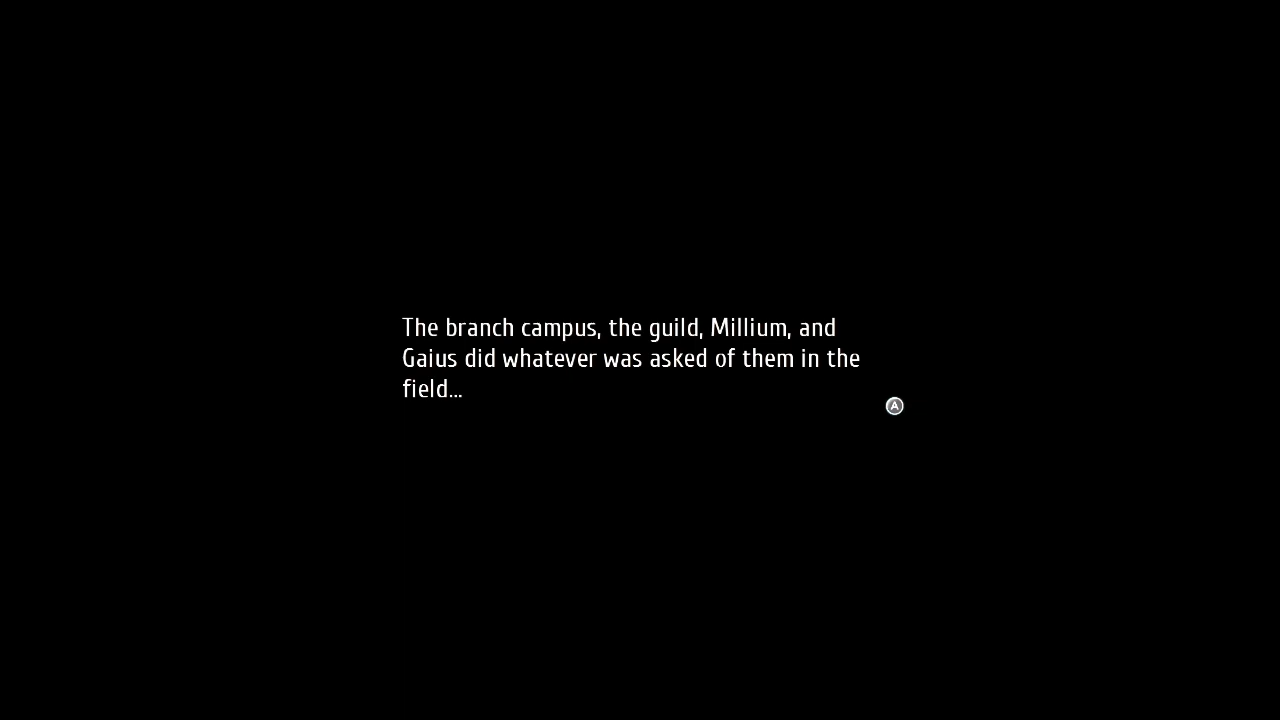 The branch campus, the guild, Millium, and
Gaius did whatever was asked of them in the
field...
A